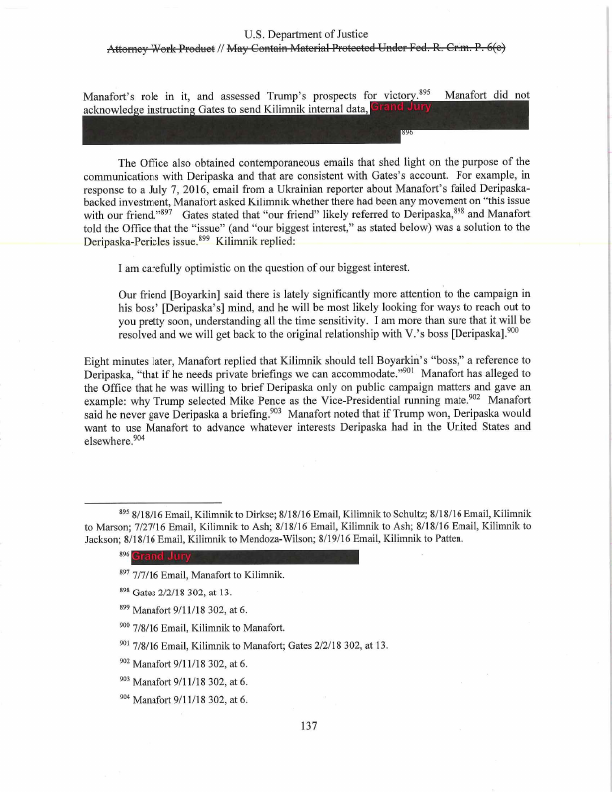 U.S. Department of Justice
Attorney Work Product // May Contain Material Protected Under Fed. R. Crim. P. 6(e)
Manafort's role in it, and assessed Trump's prospects for victory.895 Manafort did not
acknowledge instructing Gates to send Kilimnik internal data, Grand Jury
896
The Office also obtained contemporaneous emails that shed light on the purpose of the
communications with Deripaska and that are consistent with Gates's account. For example, in
response to a July 7, 2016, email from a Ukrainian reporter about Manafort's failed Deripaska-
backed investment, Manafort asked Kilimnik whether there had been any movement on "this issue
with our friend."897 Gates stated that "our friend" likely referred to Deripaska,898 and Manafort
told the Office that the "issue" (and "our biggest interest," as stated below) was a solution to the
Deripaska-Pericles issue.899 Kilimnik replied:
I am carefully optimistic on the question of our biggest interest.
Our friend [Boyarkin] said there is lately significantly more attention to the campaign in
his boss' [Deripaska's] mind, and he will be most likely looking for ways to reach out to
you pretty soon, understanding all the time sensitivity. I am more than sure that it will be
resolved and we will get back to the original relationship with V.'s boss [Deripaska].900
Eight minutes later, Manafort replied that Kilimnik should tell Boyarkin's "boss," a reference to
Deripaska, "that if he needs private briefings we can accommodate."901 Manafort has alleged to
the Office that he was willing to brief Deripaska only on public campaign matters and gave an
example: why Trump selected Mike Pence as the Vice-Presidential running mate.902 Manafort
said he never gave Deripaska a briefing.903 Manafort noted that if Trump won, Deripaska would
want to use Manafort to advance whatever interests Deripaska had in the United States and
elsewhere.904
895 8/18/16 Email, Kilimnik to Dirkse; 8/18/16 Email, Kilimnik to Schultz; 8/18/16 Email, Kilimnik
to Marson; 7/27/16 Email, Kilimnik to Ash; 8/18/16 Email, Kilimnik to Ash; 8/18/16 Email, Kilimnik to
Jackson; 8/18/16 Email, Kilimnik to Mendoza-Wilson; 8/19/16 Email, Kilimnik to Patten.
896 Grand Jury
897 7/7/16 Email, Manafort to Kilimnik.
898 Gates 2/2/18 302, at 13.
899 Manafort 9/11/18 302, at 6.
900 7/8/16 Email, Kilimnik to Manafort.
901 7/8/16 Email, Kilimnik to Manafort; Gates 2/2/18 302, at 13.
902 Manafort 9/11/18 302, at 6.
903 Manafort 9/11/18 302, at 6.
904 Manafort 9/11/18 302, at 6.
137